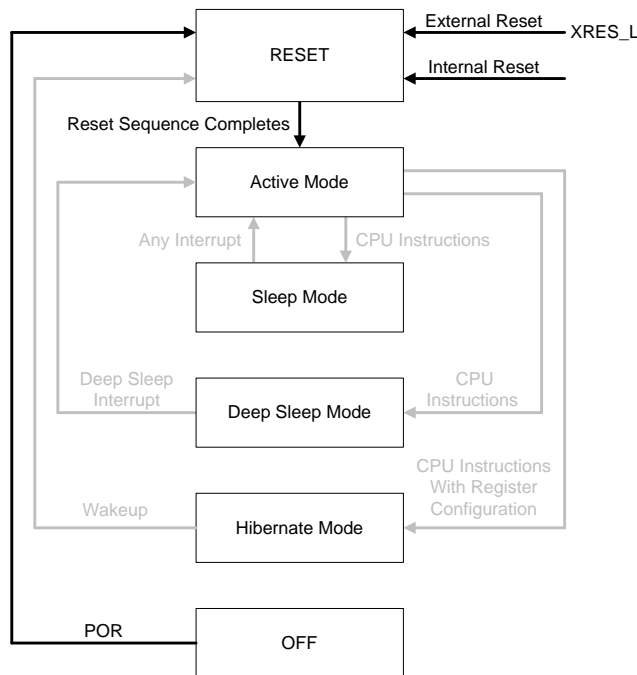 External Reset
XRES_L
RESET
Internal Reset
Reset Sequence Completes
Active Mode
Any Interrupt
CPU Instructions
Sleep Mode
Deep Sleep
Interrupt
Deep Sleep Mode
CPU
Instructions
CPU Instructions
With Register
Configuration
Wakeup
Hibernate Mode
POR
OFF